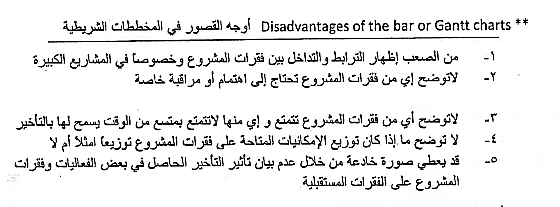 ** Disadvantages of the bar or Gantt charts أوجه القصور في المخططات الشريطية
١- من الصعب إظهار الترابط والتداخل بين فقرات المشروع وخصوصاً في المشاريع الكبيرة
٢- لاتوضح إي من فقرات المشروع تحتاج إلى اهتمام أو مراقبة خاصة
٣- لاتوضح أي من فقرات المشروع تتمتع و إي منها لاتتمتع بمتسع من الوقت يسمح لها بالتأخير
٤- لا توضح ما إذا كان توزيع الإمكانيات المتاحة على فقرات المشروع توزيعاً امثلاً أم لا
٥- قد يعطي صورة خادعة من خلال عدم بيان تأثير التأخير الحاصل في بعض الفعاليات وفقرات
المشروع على الفقرات المستقبلية